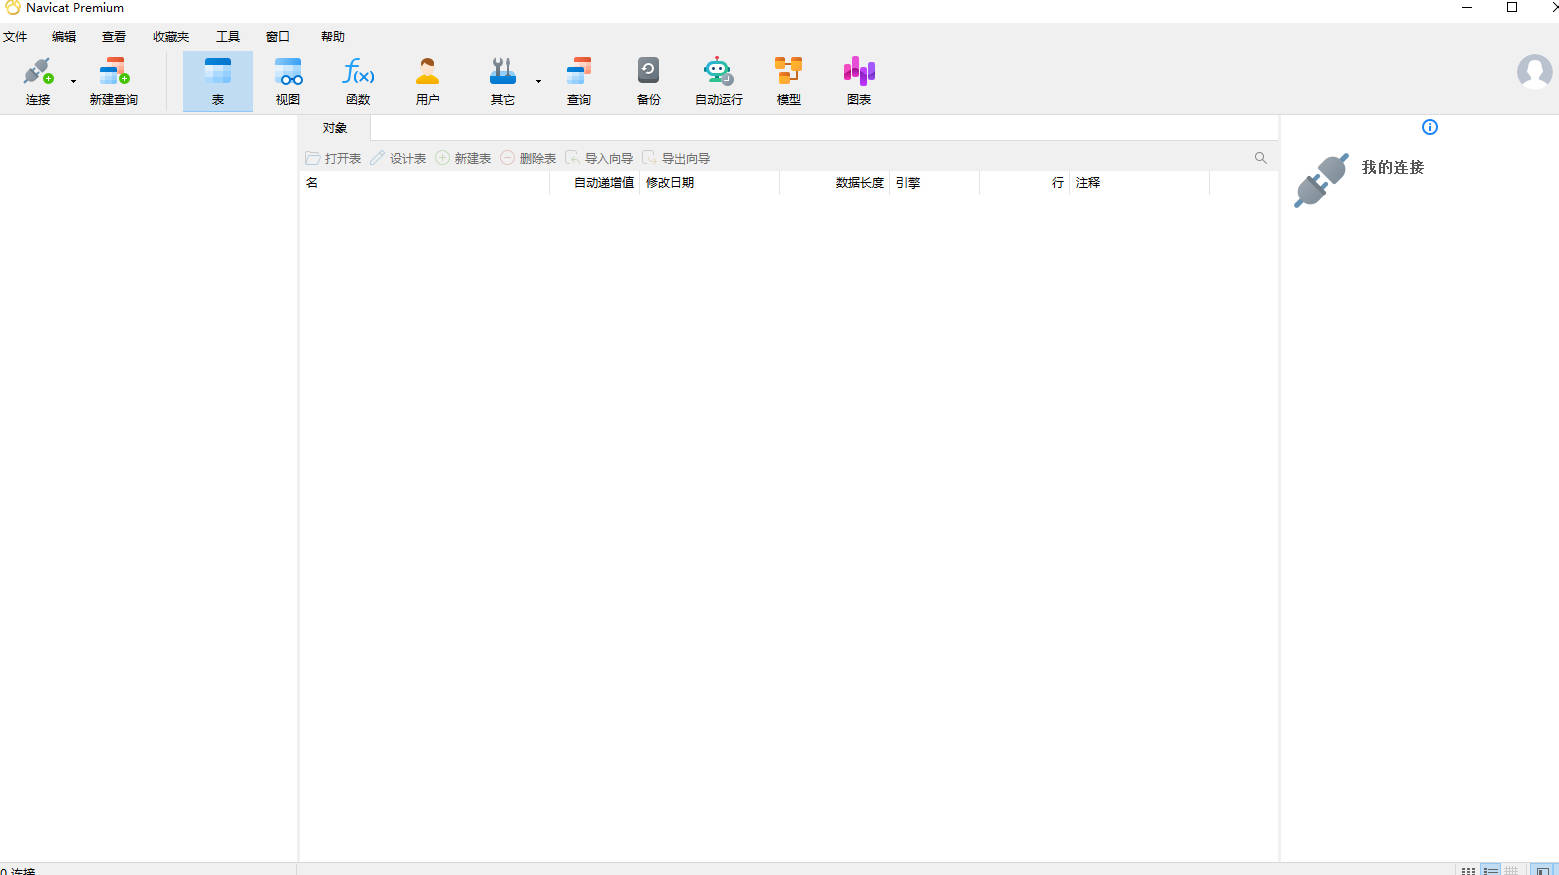 Navicat Premium
文件 编辑 查看 收藏夹 工具 窗口 帮助
连接 新建查询 表 视图 函数 用户 其它 查询 备份 自动运行 模型 图表
对象
打开表 设计表 新建表 删除表 导入向导 导出向导
名 自动递增值 修改日期 数据长度 引擎 行 注释
我的连接
0 连接